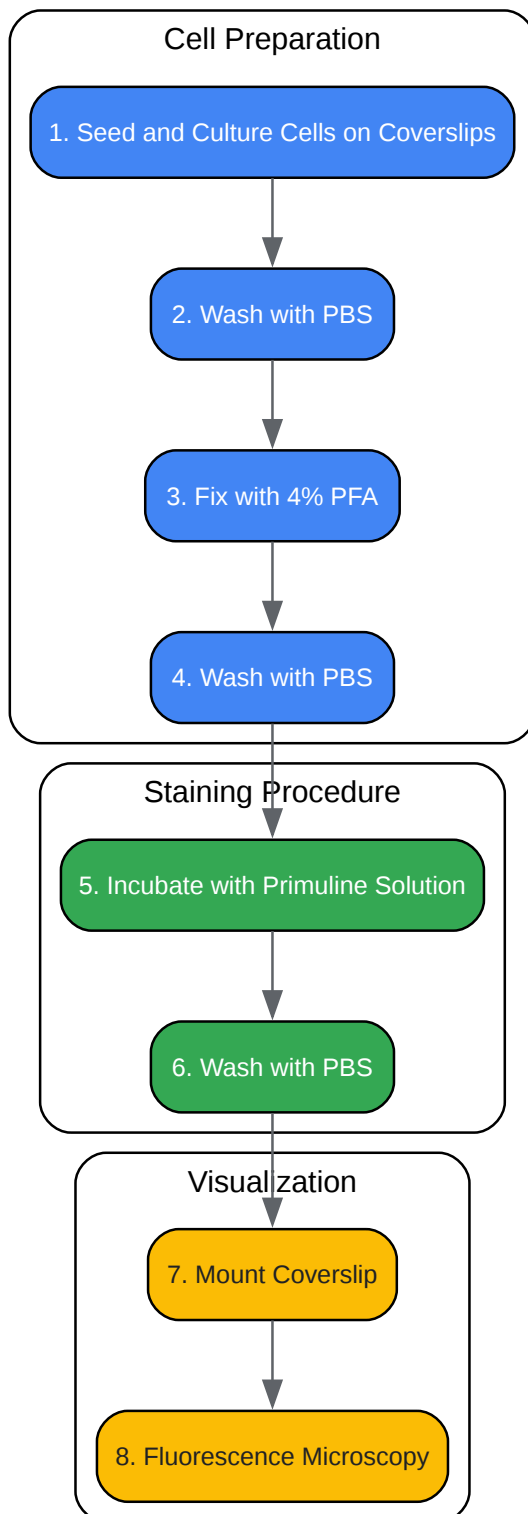 Cell Preparation
1. Seed and Culture Cells on Coverslips
2. Wash with PBS
3. Fix with 4% PFA
4. Wash with PBS
Staining Procedure
5. Incubate with Primuline Solution
6. Wash with PBS
Visualization
7. Mount Coverslip
8. Fluorescence Microscopy